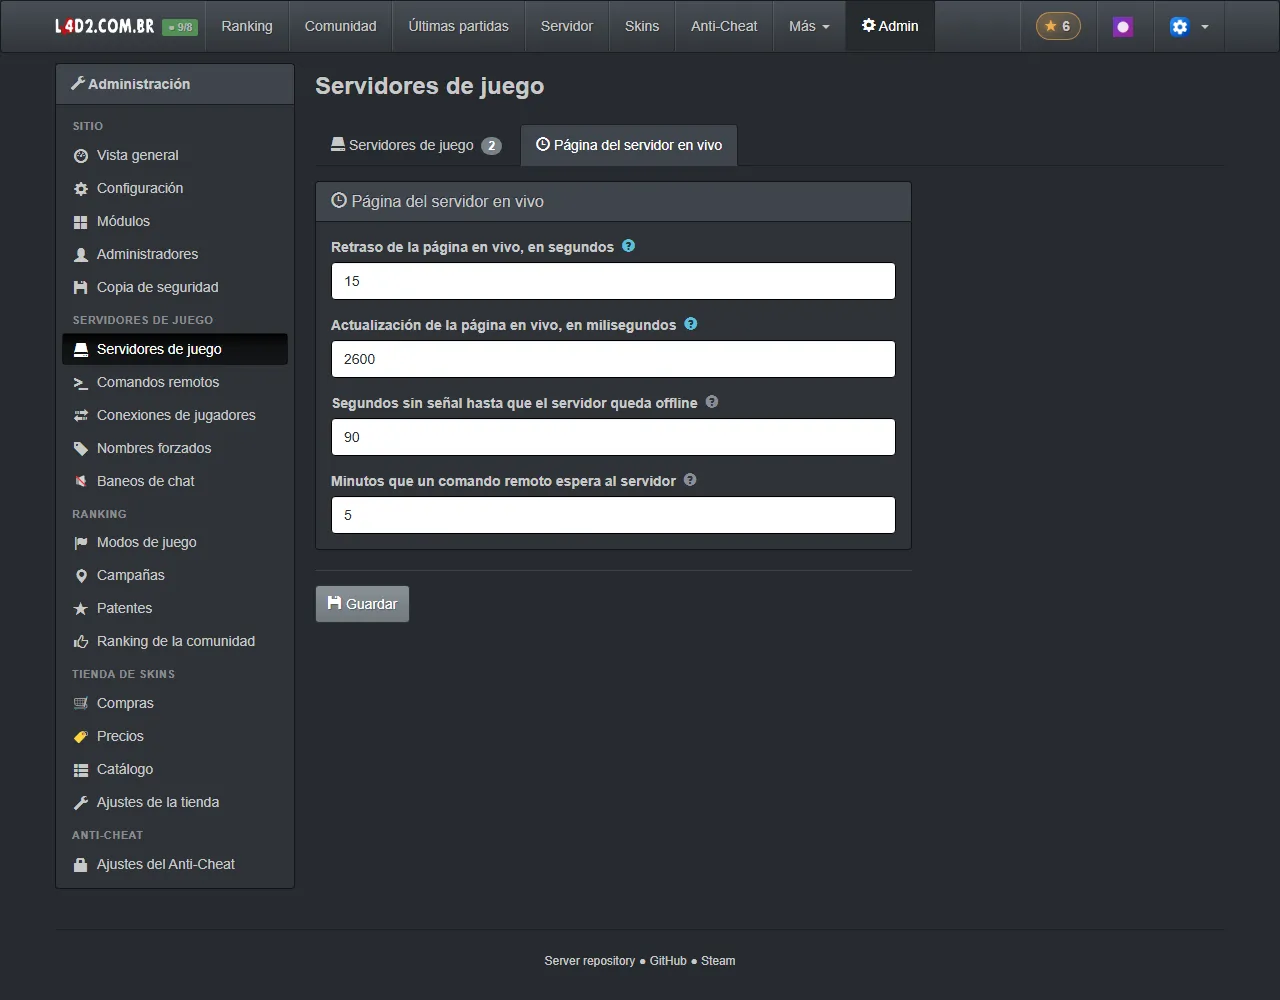 L4D2.COM.BR
9/8
Ranking
Comunidad
Últimas partidas
Servidor
Skins
Anti-Cheat
Más
Admin
6
Administración
SITIO
Vista general
Configuración
Módulos
Administradores
Copia de seguridad
SERVIDORES DE JUEGO
Servidores de juego
Comandos remotos
Conexiones de jugadores
Nombres forzados
Baneos de chat
RANKING
Modos de juego
Campañas
Patentes
Ranking de la comunidad
TIENDA DE SKINS
Compras
Precios
Catálogo
Ajustes de la tienda
ANTI-CHEAT
Ajustes del Anti-Cheat
Servidores de juego
Servidores de juego 2
Página del servidor en vivo
Página del servidor en vivo
Retraso de la página en vivo, en segundos ?
15
Actualización de la página en vivo, en milisegundos ?
2600
Segundos sin señal hasta que el servidor queda offline ?
90
Minutos que un comando remoto espera al servidor ?
5
Guardar
Server repository ● GitHub ● Steam